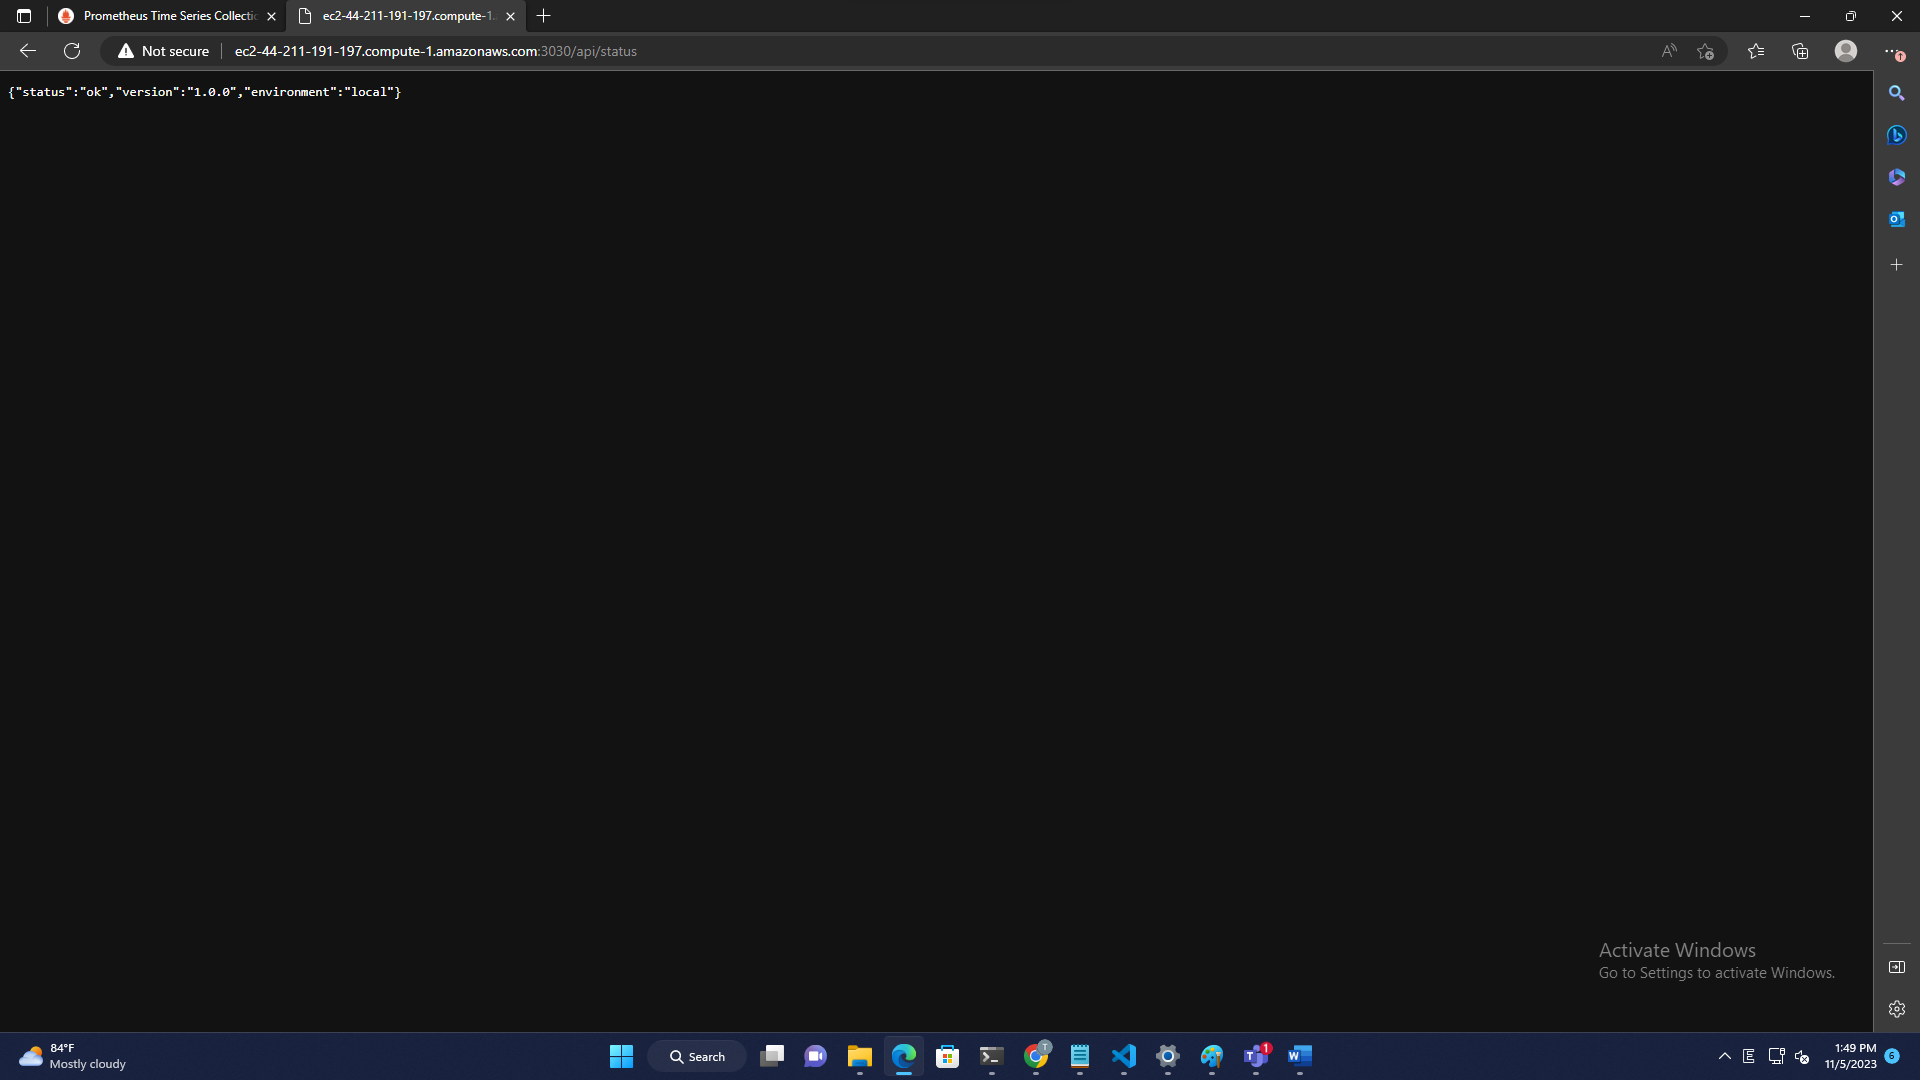 Prometheus Time Series Collectic
ec2-44-211-191-197.compute-1.
Not secure
ec2-44-211-191-197.compute-1.amazonaws.com:3030/api/status
{"status":"ok","version":"1.0.0","environment":"local"}
Activate Windows
Go to Settings to activate Windows.
84°F
Mostly cloudy
Search
T
1
1:49 PM
11/5/2023
6